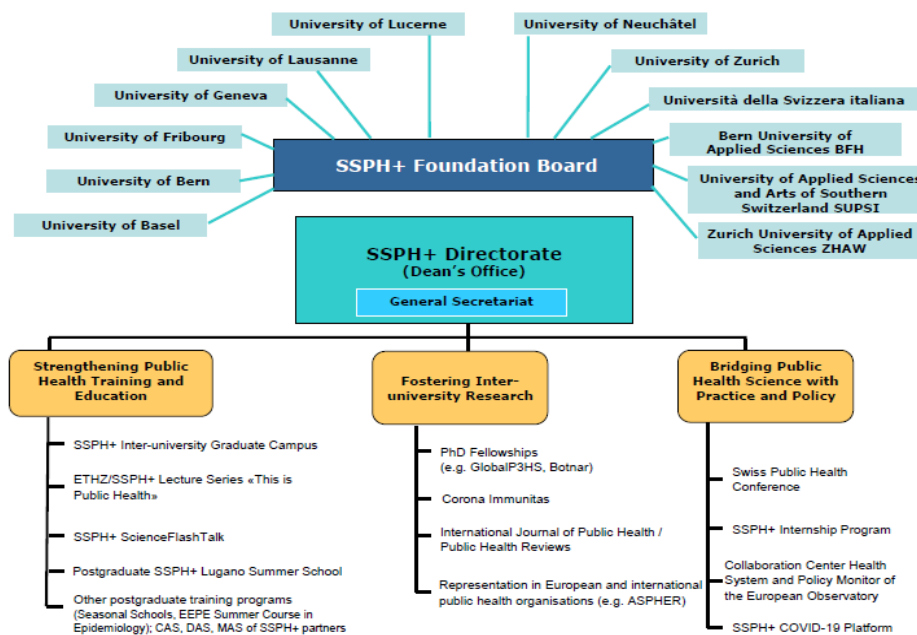 University of Lucerne
University of Neuchâtel
University of Lausanne
University of Zurich
University of Geneva
Università della Svizzera italiana
University of Fribourg
Bern University of
Applied Sciences BFH
SSPH+ Foundation Board
University of Bern
University of Applied Sciences
and Arts of Southern
Switzerland SUPSI
University of Basel
Zurich University of Applied
Sciences ZHAW
SSPH+ Directorate
(Dean's Office)
General Secretariat
Strengthening Public
Health Training and
Education
SSPH+ Inter-university Graduate Campus
ETHZ/SSPH+ Lecture Series «This is
Public Health»
SSPH+ ScienceFlashTalk
Postgraduate SSPH+ Lugano Summer School
Other postgraduate training programs
(Seasonal Schools, EEPE Summer Course in
Epidemiology); CAS, DAS, MAS of SSPH+ partners
Fostering Inter-
university Research
PhD Fellowships
(e.g. GlobalP3HS, Botnar)
Corona Immunitas
International Journal of Public Health /
Public Health Reviews
Representation in European and international
public health organisations (e.g. ASPHER)
Bridging Public
Health Science with
Practice and Policy
Swiss Public Health
Conference
SSPH+ Internship Program
Collaboration Center Health
System and Policy Monitor of
the European Observatory
SSPH+ COVID-19 Platform